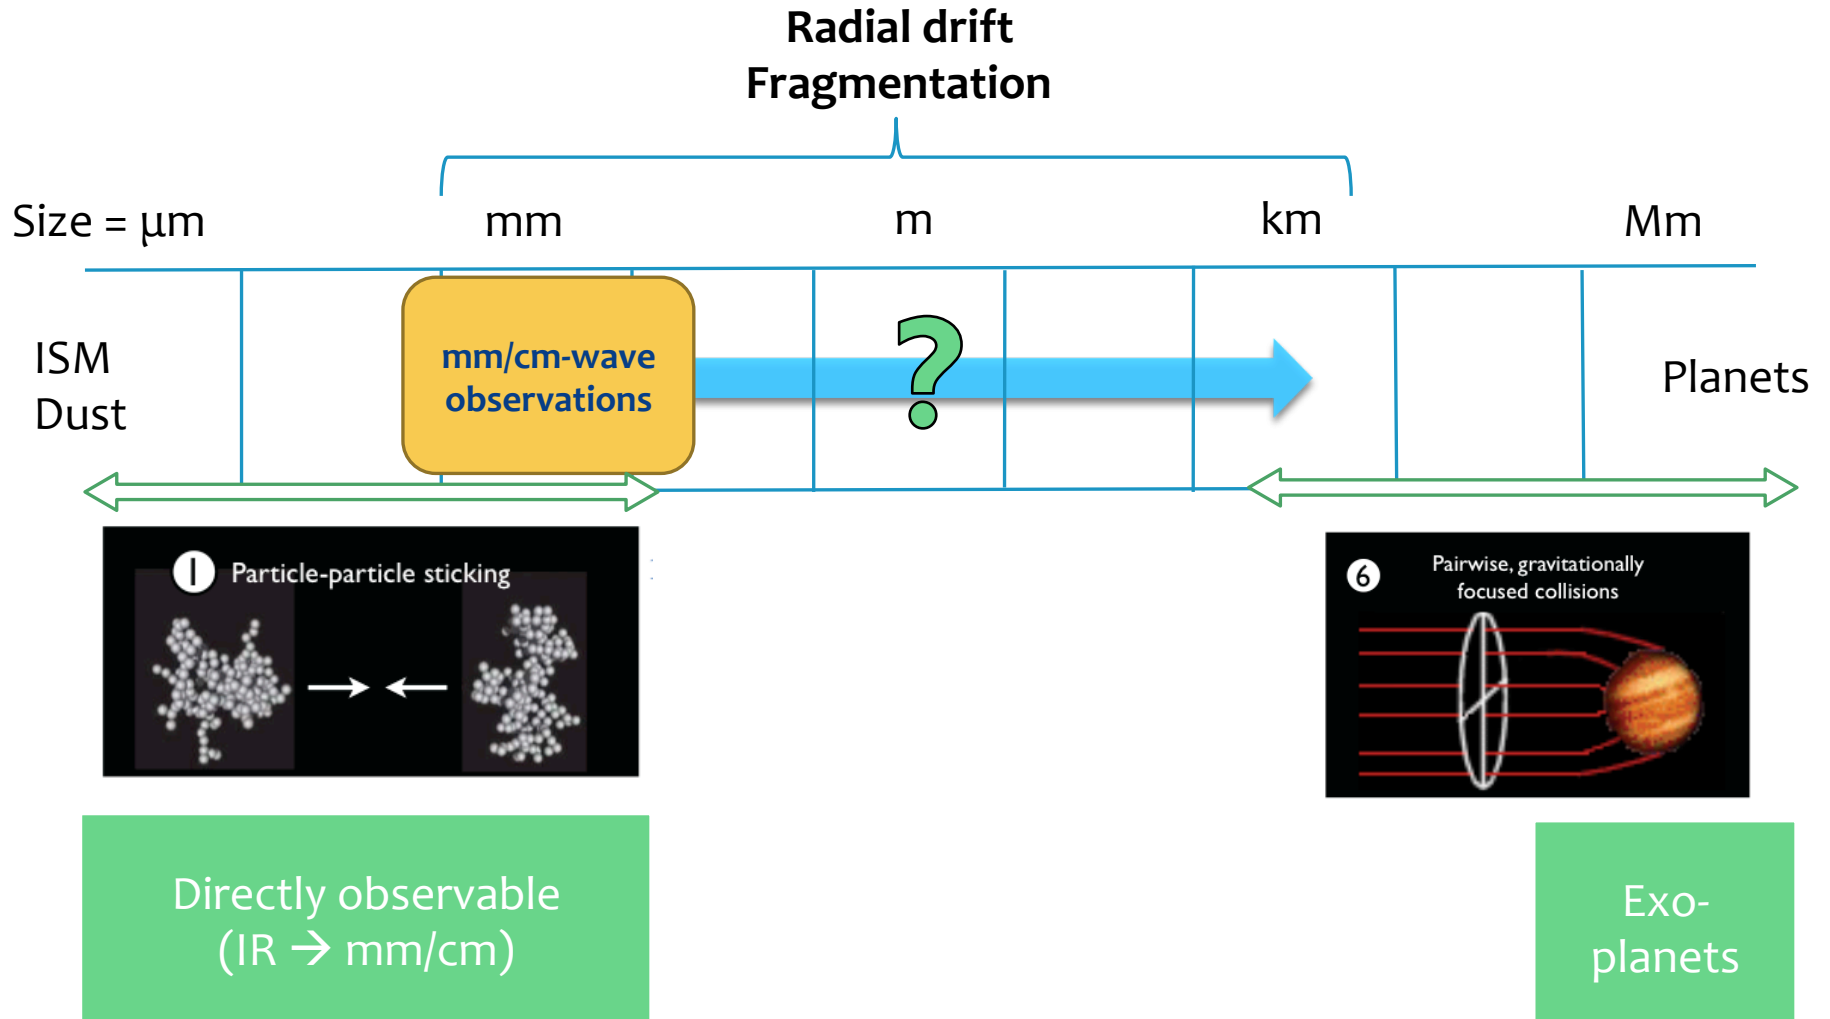 Radial drift
Fragmentation
Size = μm mm m km Mm
ISM
Dust
mm/cm-wave
observations
?
Planets
1 Particle-particle sticking
6 Pairwise, gravitationally
focused collisions
Directly observable
(IR → mm/cm)
Exo-
planets